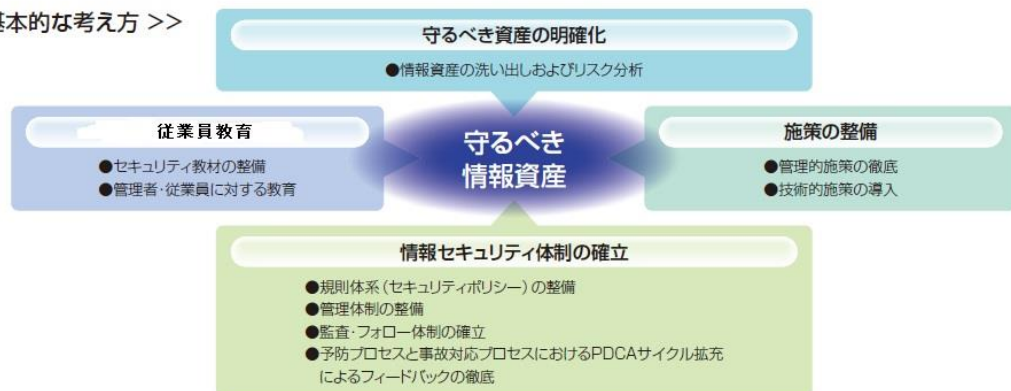 基本的な考え方 >>
守るべき資産の明確化
●情報資産の洗い出しおよびリスク分析
従業員教育
●セキュリティ教材の整備
●管理者・従業員に対する教育
守るべき
情報資産
施策の整備
●管理的施策の徹底
●技術的施策の導入
情報セキュリティ体制の確立
●規則体系（セキュリティポリシー）の整備
●管理体制の整備
●監査・フォロー体制の確立
●予防プロセスと事故対応プロセスにおけるPDCAサイクル拡充
によるフィードバックの徹底